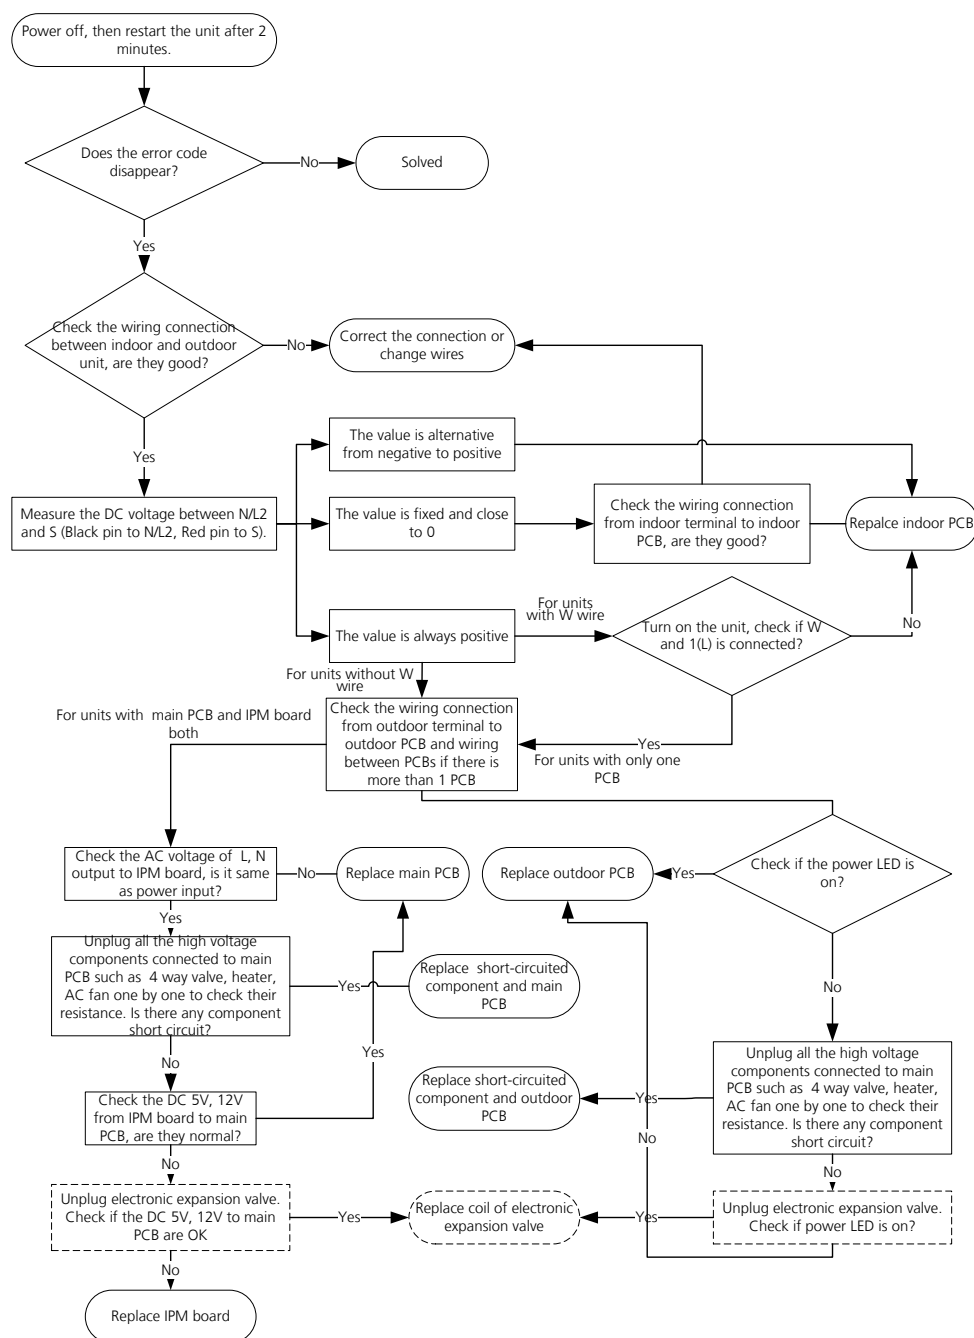 Power off, then restart the unit after 2
minutes.
Does the error code
disappear?
No
Solved
Yes
Check the wiring connection
between indoor and outdoor
unit, are they good?
No
Correct the connection or
change wires
Yes
The value is alternative
from negative to positive
Measure the DC voltage between N/L2
and S (Black pin to N/L2, Red pin to S).
The value is fixed and close
to 0
Check the wiring connection
from indoor terminal to indoor
PCB, are they good?
Repalce indoor PCB
The value is always positive
For units
with W wire
Turn on the unit, check if W
and 1(L) is connected?
No
For units without W
wire
For units with  main PCB and IPM board
both
Check the wiring connection
from outdoor terminal to
outdoor PCB and wiring
between PCBs if there is
more than 1 PCB
Yes
For units with only one
PCB
Check the AC voltage of  L, N
output to IPM board, is it same
as power input?
No
Replace main PCB
Replace outdoor PCB
Yes
Check if the power LED is
on?
Yes
Unplug all the high voltage
components connected to main
PCB such as  4 way valve, heater,
AC fan one by one to check their
resistance. Is there any component
short circuit?
Yes
Replace  short-circuited
component and main
PCB
No
No
Yes
Unplug all the high voltage
components connected to main
PCB such as  4 way valve, heater,
AC fan one by one to check their
resistance. Is there any component
short circuit?
Yes
Replace short-circuited
component and outdoor
PCB
Check the DC 5V, 12V
from IPM board to main
PCB, are they normal?
No
No
No
Unplug electronic expansion valve.
Check if the DC 5V, 12V to main
PCB are OK
Yes
Replace coil of electronic
expansion valve
Yes
Unplug electronic expansion valve.
Check if power LED is on?
No
Replace IPM board